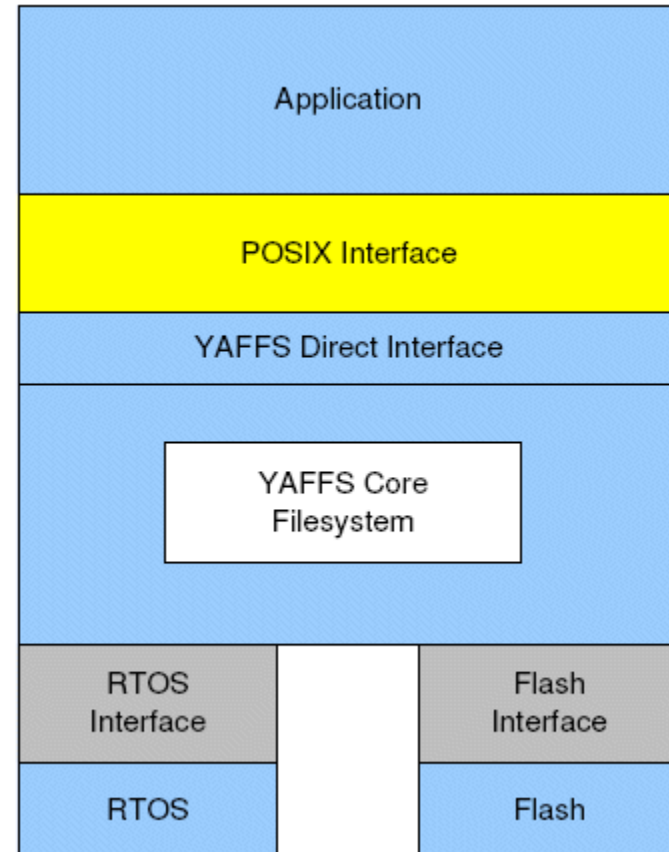 Application
POSIX Interface
YAFFS Direct Interface
YAFFS Core
Filesystem
RTOS
Interface
Flash
Interface
RTOS
Flash